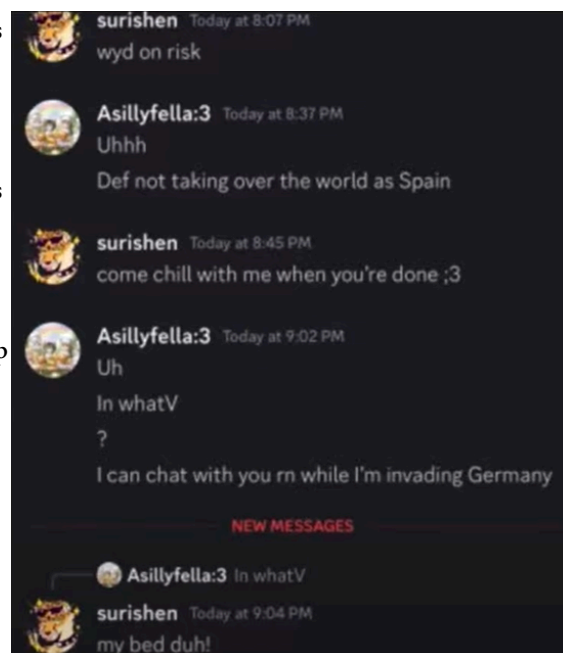 surishen Today at 8:07 PM
wyd on risk
Asillyfella:3 Today at 8:37 PM
Uhhh
Def not taking over the world as Spain
surishen Today at 8:45 PM
come chill with me when you're done ;3
Asillyfella:3 Today at 9:02 PM
Uh
In whatV
?
I can chat with you rn while I'm invading Germany
NEW MESSAGES
Asillyfella:3 In whatV
surishen Today at 9:04 PM
my bed duh!